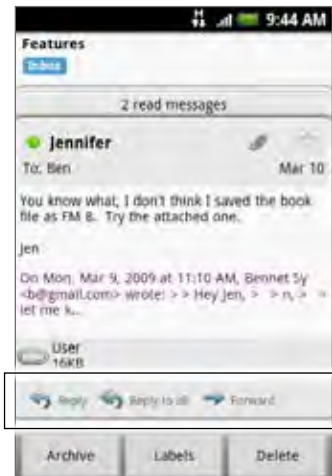 H
9:44 AM
Features
Inbox
2 read messages
Jennifer
To: Ben Mar 10
You know what, I don't think I saved the book
file as FM 8. Try the attached one.
Jen
On Mon, Mar 9, 2009 at 11:10 AM, Bennet Sy
<b@gmail.com> wrote: > > Hey Jen, > > n, > >
let me k...
User
16KB
Reply Reply to all Forward
Archive Labels Delete